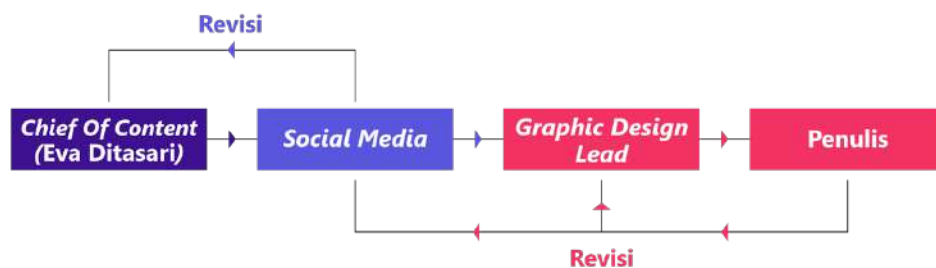 Revisi
Chief Of Content
(Eva Ditasari)
Social Media
Graphic Design
Lead
Penulis
Revisi